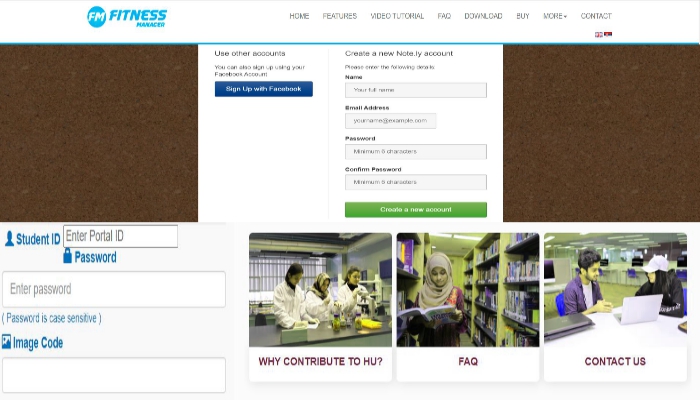 FM FITNESS
MANAGER
HOME FEATURES VIDEO TUTORIAL FAQ DOWNLOAD BUY MORE CONTACT
Use other accounts
You can also sign up using your
Facebook Account
Sign Up with Facebook
Create a new Note.ly account
Please enter the following details
Name
Your full name
Email Address
yourname@example.com
Password
Minimum 6 characters
Confirm Password
Minimum 6 characters
Create a new account
Student ID Enter Portal ID
Password
Enter password
( Password is case sensitive )
Image Code
WHY CONTRIBUTE TO HU? FAQ CONTACT US